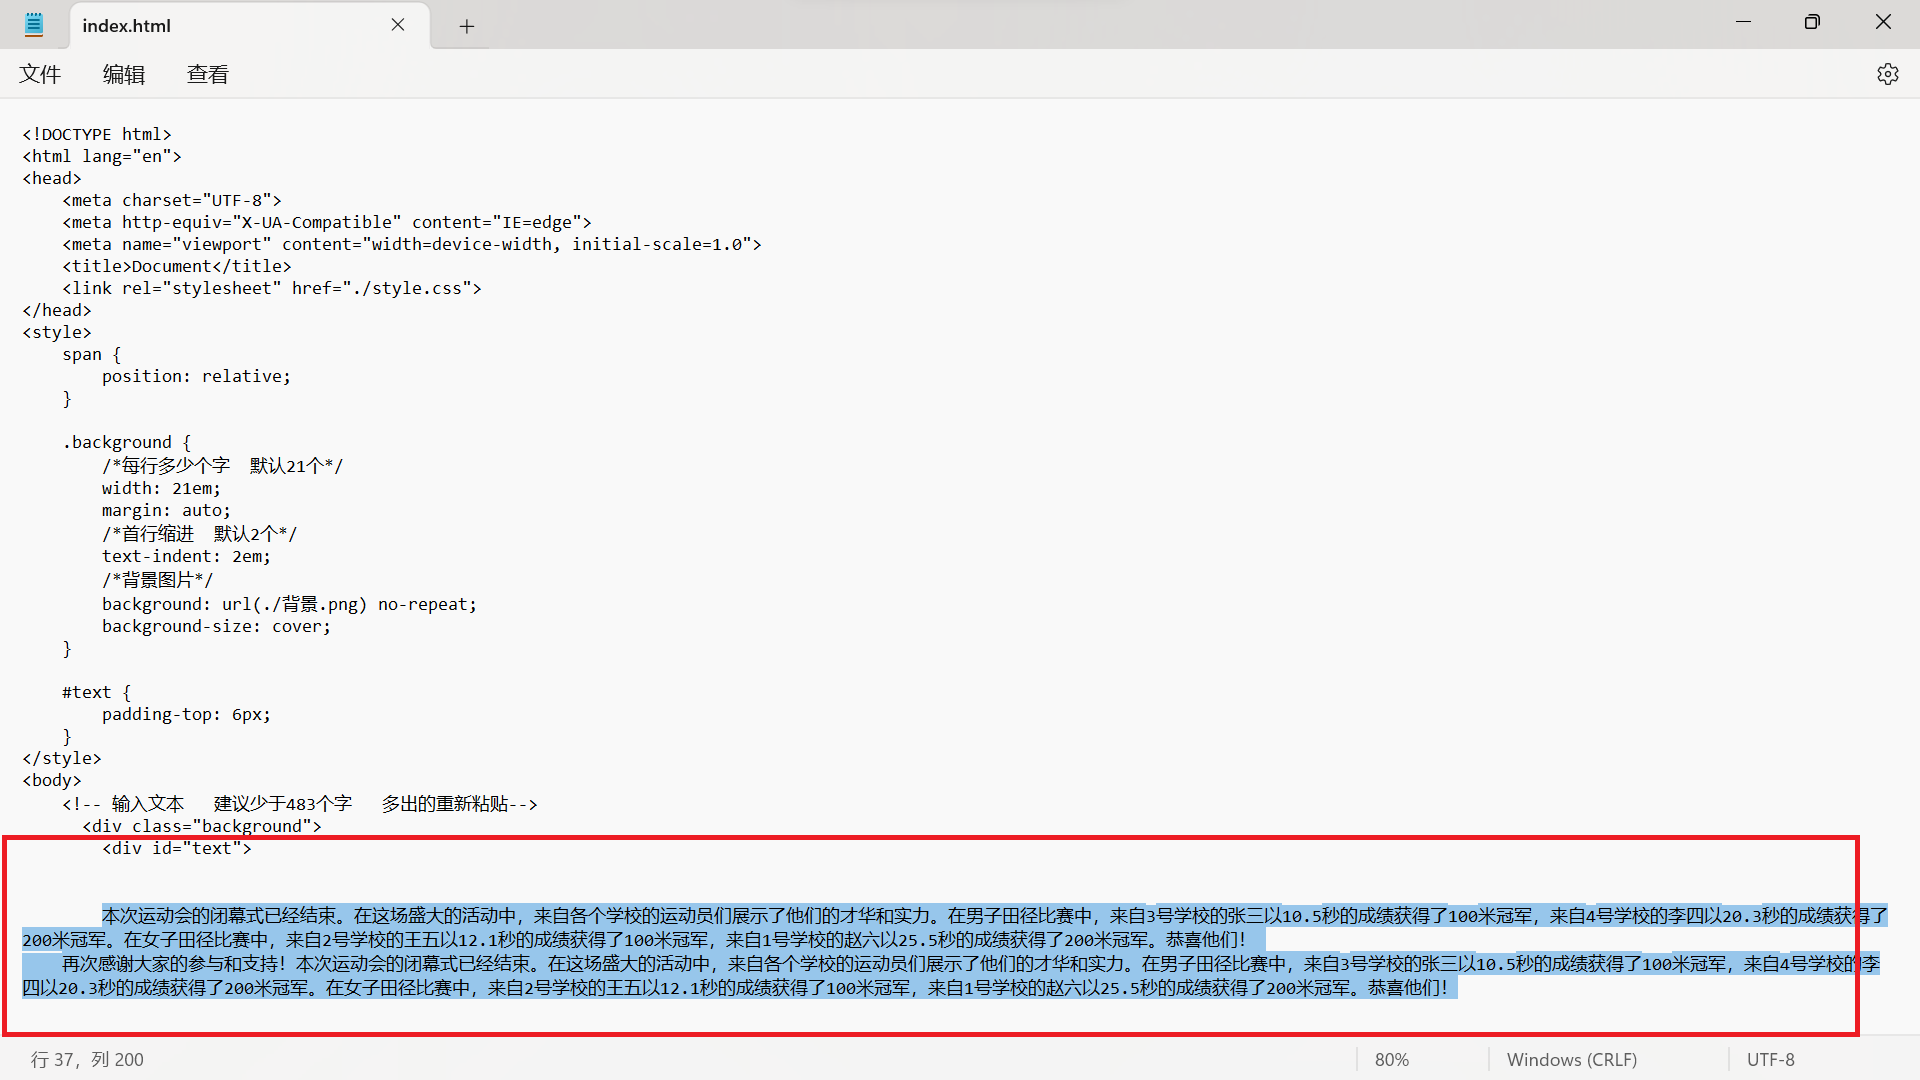 index.html
文件 编辑 查看
<!DOCTYPE html>
<html lang="en">
<head>
    <meta charset="UTF-8">
    <meta http-equiv="X-UA-Compatible" content="IE=edge">
    <meta name="viewport" content="width=device-width, initial-scale=1.0">
    <title>Document</title>
    <link rel="stylesheet" href="./style.css">
</head>
<style>
    span {
        position: relative;
    }
    .background {
        /*每行多少个字  默认21个*/
        width: 21em;
        margin: auto;
        /*首行缩进  默认2个*/
        text-indent: 2em;
        /*背景图片*/
        background: url(./背景.png) no-repeat;
        background-size: cover;
    }
    #text {
        padding-top: 6px;
    }
</style>
<body>
    <!-- 输入文本   建议少于483个字   多出的重新粘贴-->
      <div class="background">
        <div id="text">
        本次运动会的闭幕式已经结束。在这场盛大的活动中，来自各个学校的运动员们展示了他们的才华和实力。在男子田径比赛中，来自3号学校的张三以10.5秒的成绩获得了100米冠军，来自4号学校的李四以20.3秒的成绩获得了
200米冠军。在女子田径比赛中，来自2号学校的王五以12.1秒的成绩获得了100米冠军，来自1号学校的赵六以25.5秒的成绩获得了200米冠军。恭喜他们！
    再次感谢大家的参与和支持！本次运动会的闭幕式已经结束。在这场盛大的活动中，来自各个学校的运动员们展示了他们的才华和实力。在男子田径比赛中，来自3号学校的张三以10.5秒的成绩获得了100米冠军，来自4号学校的李
四以20.3秒的成绩获得了200米冠军。在女子田径比赛中，来自2号学校的王五以12.1秒的成绩获得了100米冠军，来自1号学校的赵六以25.5秒的成绩获得了200米冠军。恭喜他们！
行 37，列 200 80% Windows (CRLF) UTF-8